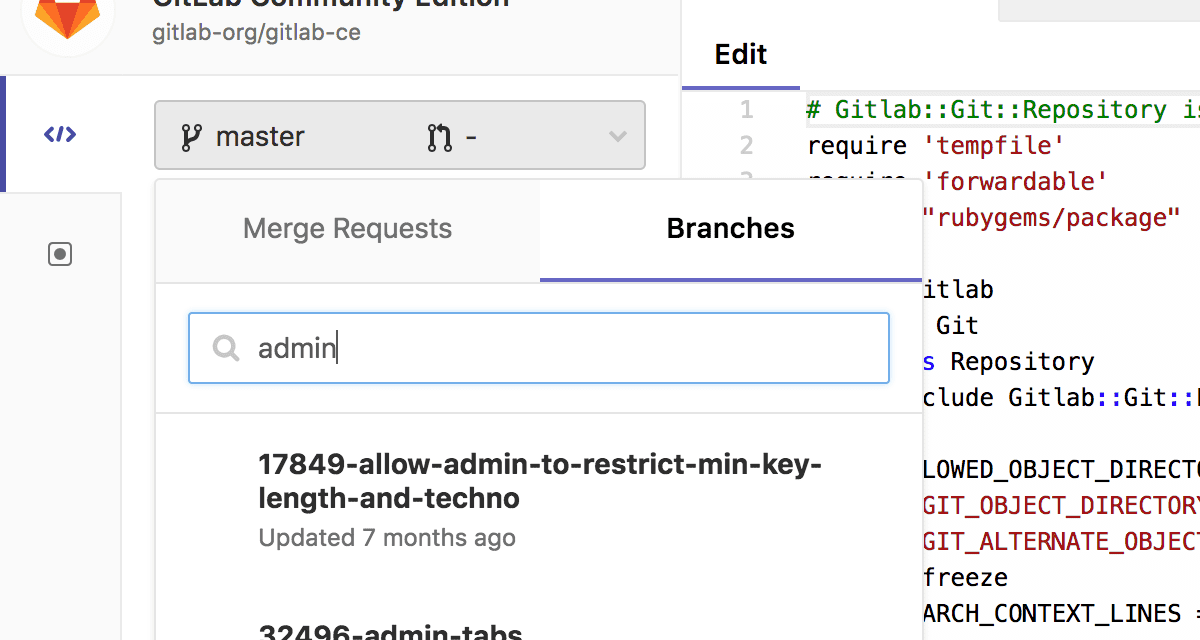 GitLab Community Edition
gitlab-org/gitlab-ce
master
-
Merge Requests
Branches
admin
17849-allow-admin-to-restrict-min-key-
length-and-techno
Updated 7 months ago
32496-admin-tabs
Edit
1 # Gitlab::Git::Repository is
2 require 'tempfile'
3 require 'forwardable'
"rubygems/package"
itlab
Git
s Repository
clude Gitlab::Git::
LOWED_OBJECT_DIRECTO
GIT_OBJECT_DIRECTORY
GIT_ALTERNATE_OBJECT
freeze
ARCH_CONTEXT_LINES =